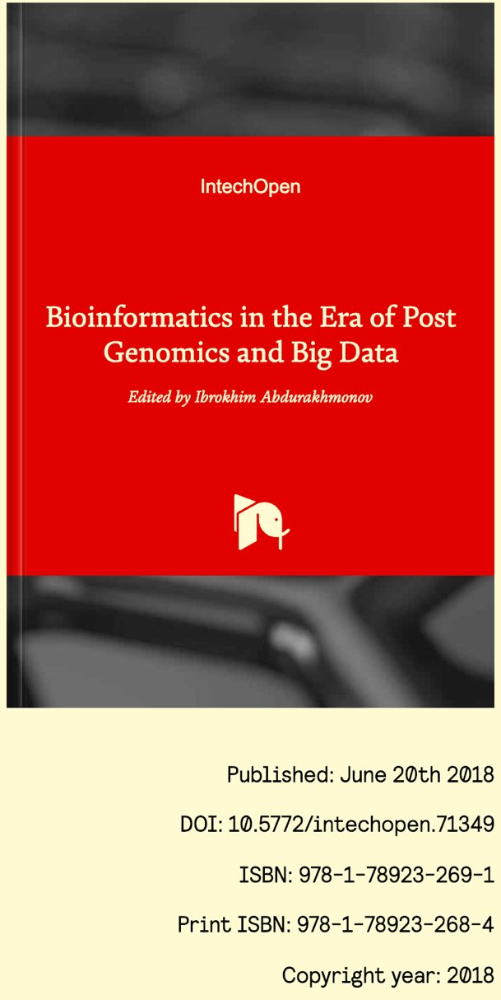 IntechOpen
Bioinformatics in the Era of Post
Genomics and Big Data
Edited by Ibrokhim Abdurakhmonov
Published: June 20th 2018
DOI: 10.5772/intechopen.71349
ISBN: 978-1-78923-269-1
Print ISBN: 978-1-78923-268-4
Copyright year: 2018